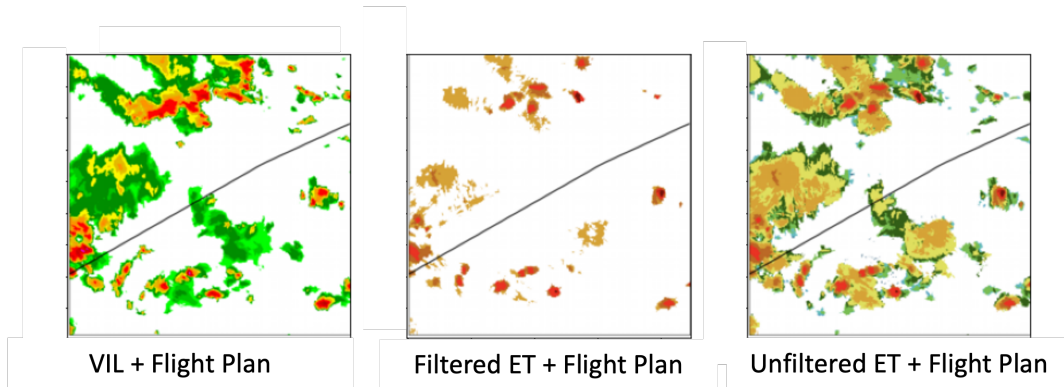 VIL + Flight Plan
Filtered ET + Flight Plan
Unfiltered ET + Flight Plan